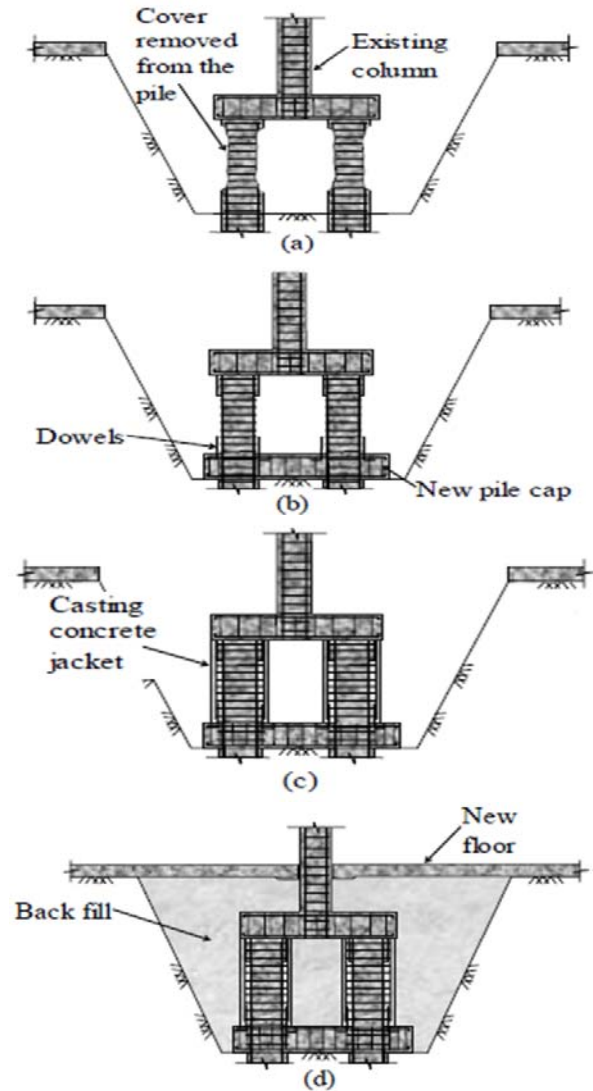 Cover
removed
from the
pile
Existing
column
(a)
Dowels
New pile cap
(b)
Casting
concrete
jacket
(c)
New
floor
Back fill
(d)